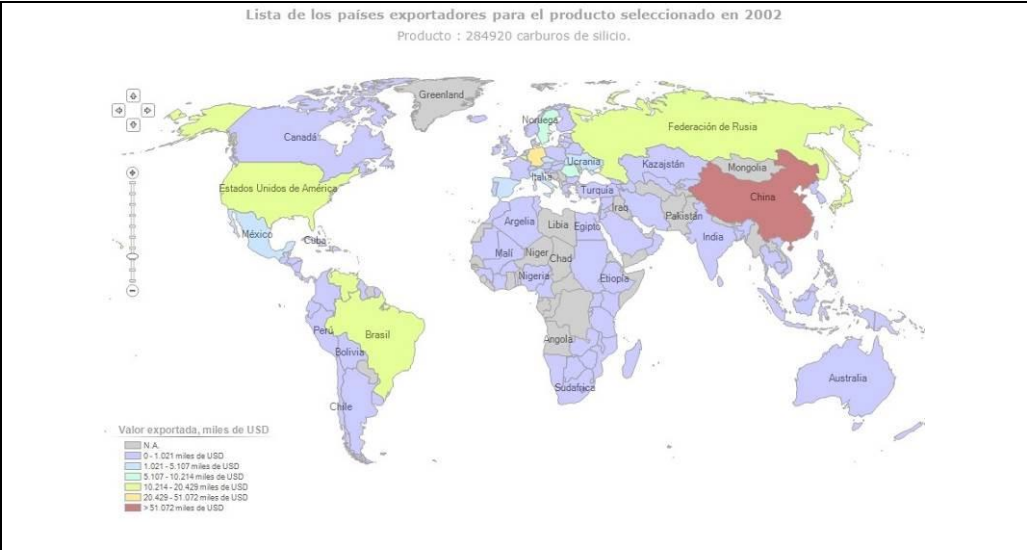 Lista de los países exportadores para el producto seleccionado en 2002
Producto : 284920 carburos de silicio.
Greenland
Noruega
Canadá
Federación de Rusia
Ucrania
Kazajstán
Mongolia
Estados Unidos de América
Italia
Turquia
China
Iraq
Pakistán
México
Cuba
Argelia
Libia
Egipto
India
Malí
Niger
Chad
Nigeria
Etiopía
Perú
Brasil
Bolivia
Angola
Australia
Sudafrica
Chile
Valor exportada, miles de USD
N.A.
0 - 1.021 miles de USD
1.021 - 5.107 miles de USD
5.107 - 10.214 miles de USD
10.214 - 20.429 miles de USD
20.429 - 51.072 miles de USD
> 51.072 miles de USD